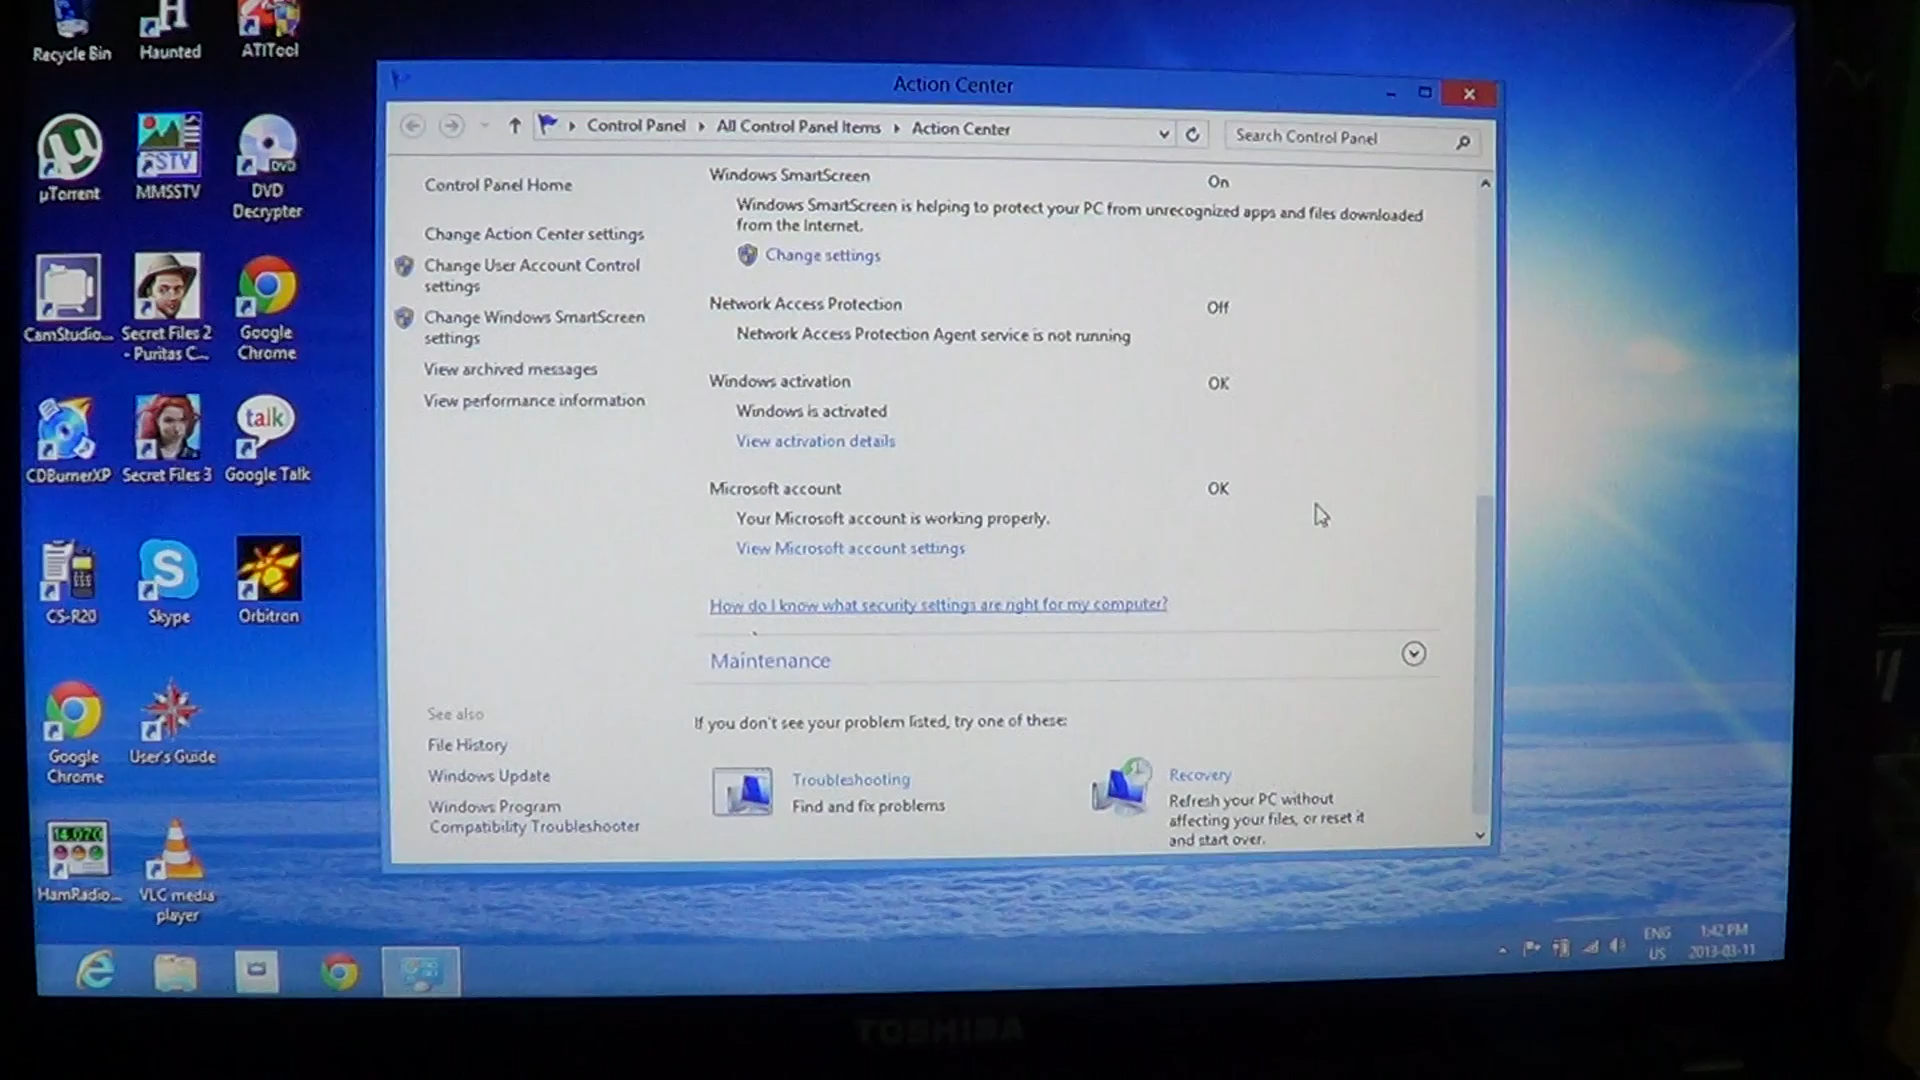 Recycle Bin
Haunted
ATITool
µTorrent
SSTV
MMSSTV
DVD
DVD
Decrypter
CamStudio...
Secret Files 2
- Puritas C...
Google
Chrome
CDBurnerXP
Secret Files 3
talk
Google Talk
CS-R20
S
Skype
Orbitron
Google
Chrome
User's Guide
14.070
HamRadio...
VLC media
player
Action Center
Control Panel
All Control Panel Items
Action Center
Search Control Panel
Control Panel Home
Change Action Center settings
Change User Account Control
settings
Change Windows SmartScreen
settings
View archived messages
View performance information
See also
File History
Windows Update
Windows Program
Compatibility Troubleshooter
Windows SmartScreen
On
Windows SmartScreen is helping to protect your PC from unrecognized apps and files downloaded
from the Internet.
Change settings
Network Access Protection
Off
Network Access Protection Agent service is not running
Windows activation
OK
Windows is activated
View activation details
Microsoft account
OK
Your Microsoft account is working properly.
View Microsoft account settings
How do I know what security settings are right for my computer?
Maintenance
If you don't see your problem listed, try one of these:
Troubleshooting
Find and fix problems
Recovery
Refresh your PC without
affecting your files, or reset it
and start over.
ENG
US
1:42 PM
2013-03-11
TOSHIBA